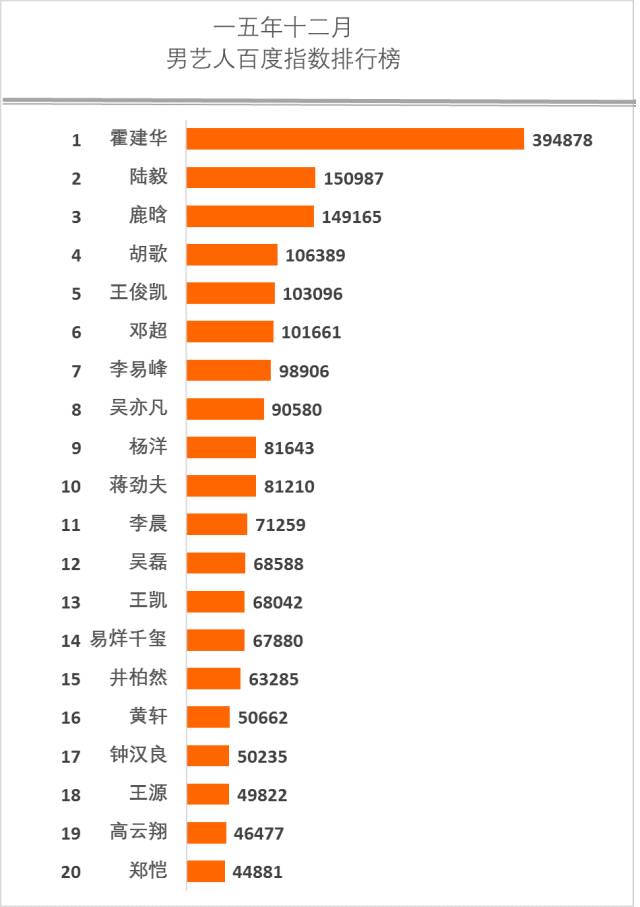 一五年十二月
男艺人百度指数排行榜
1 霍建华 394878
2 陆毅 150987
3 鹿晗 149165
4 胡歌 106389
5 王俊凯 103096
6 邓超 101661
7 李易峰 98906
8 吴亦凡 90580
9 杨洋 81643
10 蒋劲夫 81210
11 李晨 71259
12 吴磊 68588
13 王凯 68042
14 易烊千玺 67880
15 井柏然 63285
16 黄轩 50662
17 钟汉良 50235
18 王源 49822
19 高云翔 46477
20 郑恺 44881